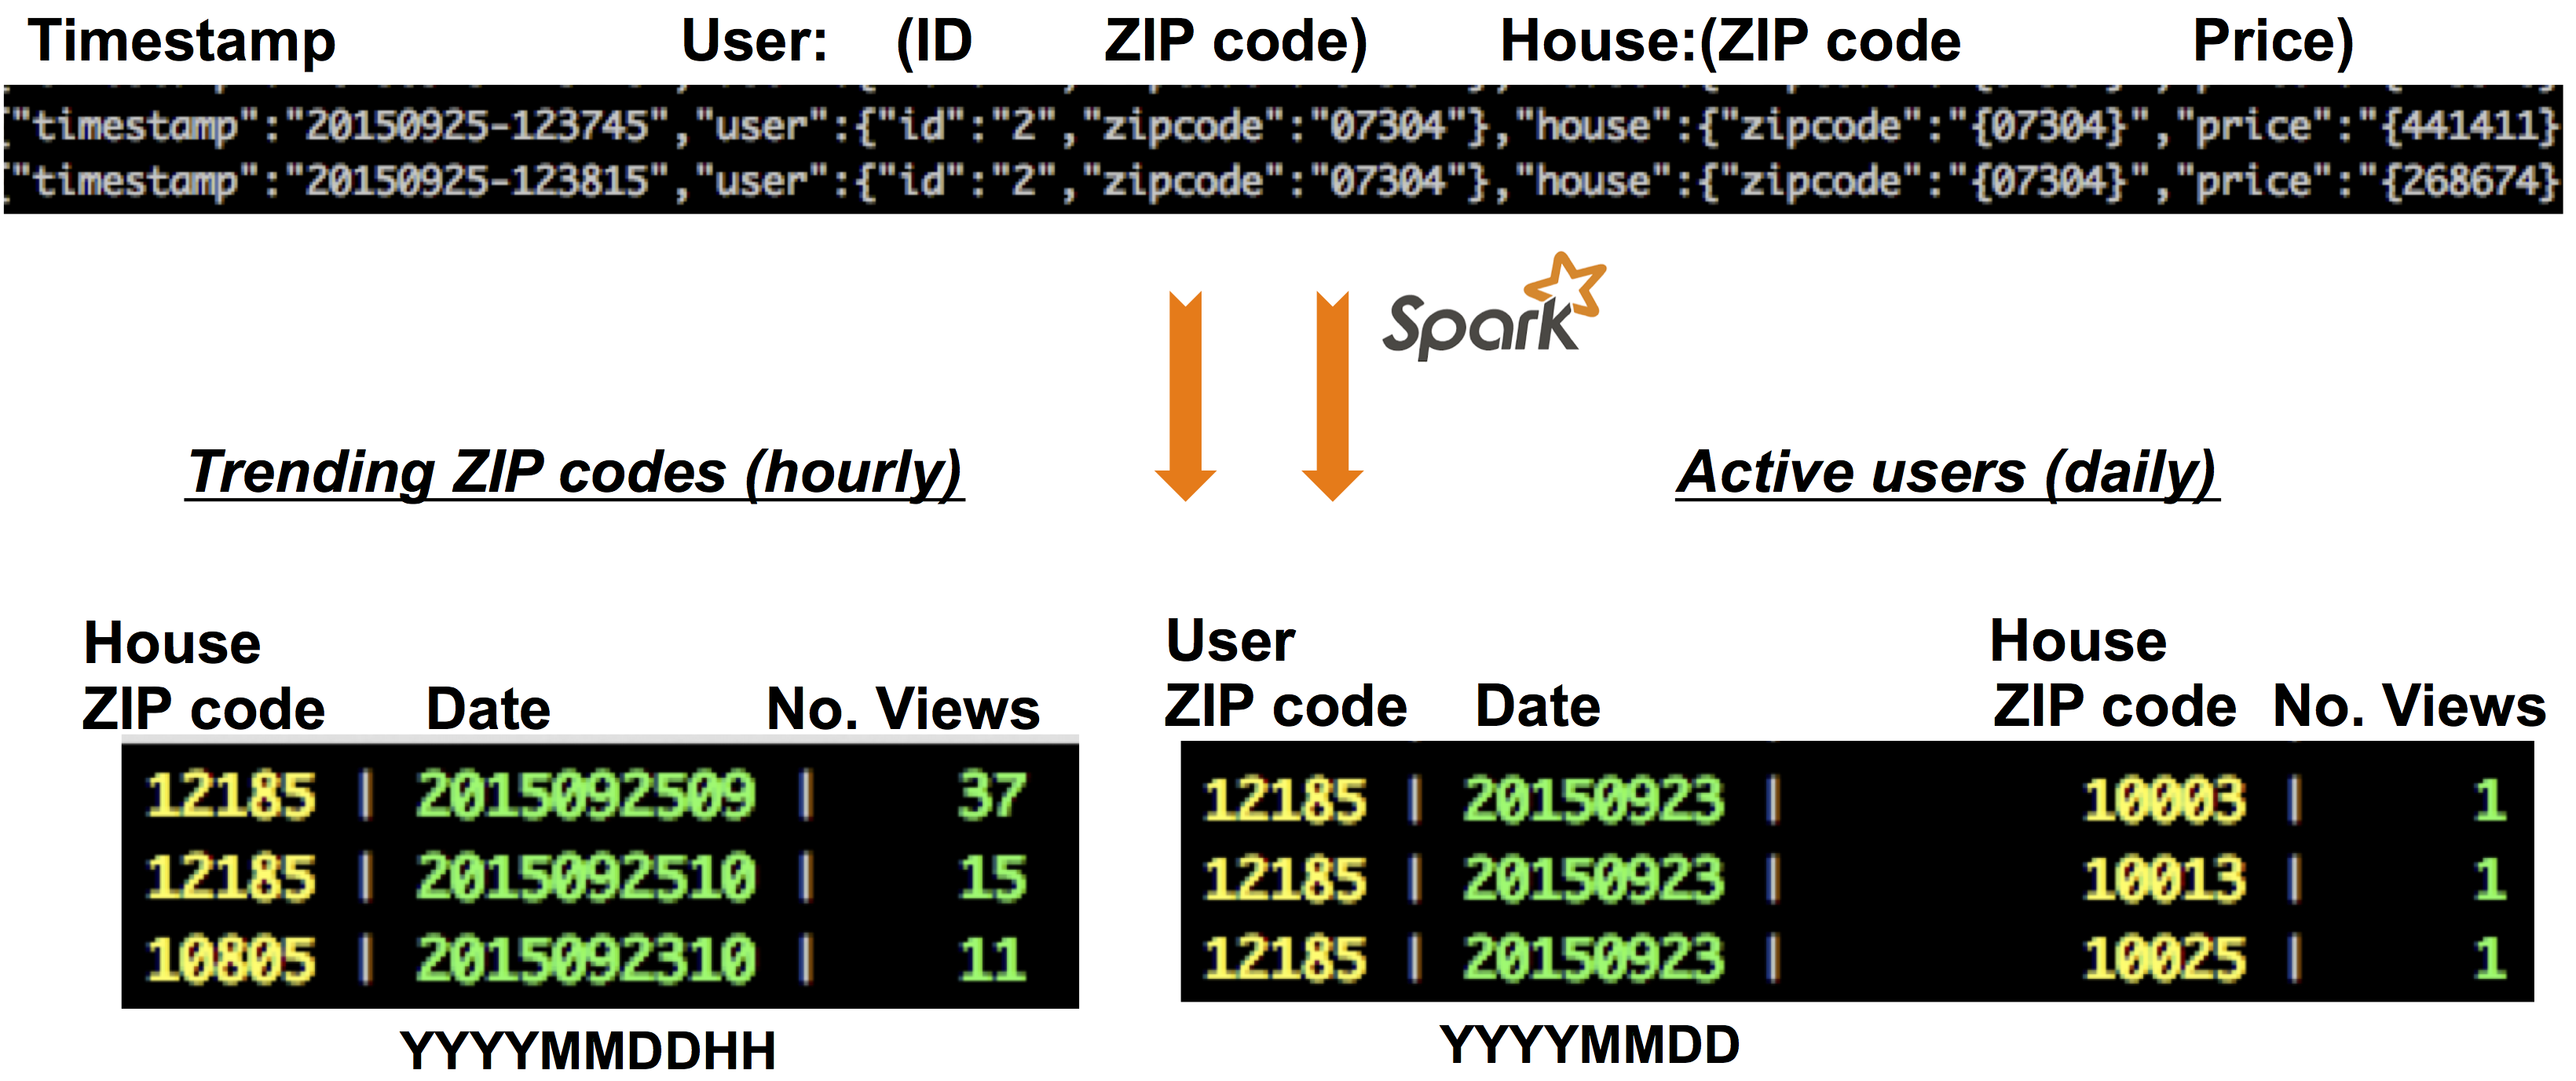 Timestamp User: (ID ZIP code) House:(ZIP code Price)
{"timestamp":"20150925-123745","user":{"id":"2","zipcode":"07304"},"house":{"zipcode":"{07304}","price":"{441411}
{"timestamp":"20150925-123815","user":{"id":"2","zipcode":"07304"},"house":{"zipcode":"{07304}","price":"{268674}
Spark
Trending ZIP codes (hourly)
House
ZIP code Date No. Views
12185 | 2015092509 | 37
12185 | 2015092510 | 15
10805 | 2015092310 | 11
YYYYMMDDHH
Active users (daily)
User House
ZIP code Date ZIP code No. Views
12185 | 20150923 | 10003 | 1
12185 | 20150923 | 10013 | 1
12185 | 20150923 | 10025 | 1
YYYYMMDD